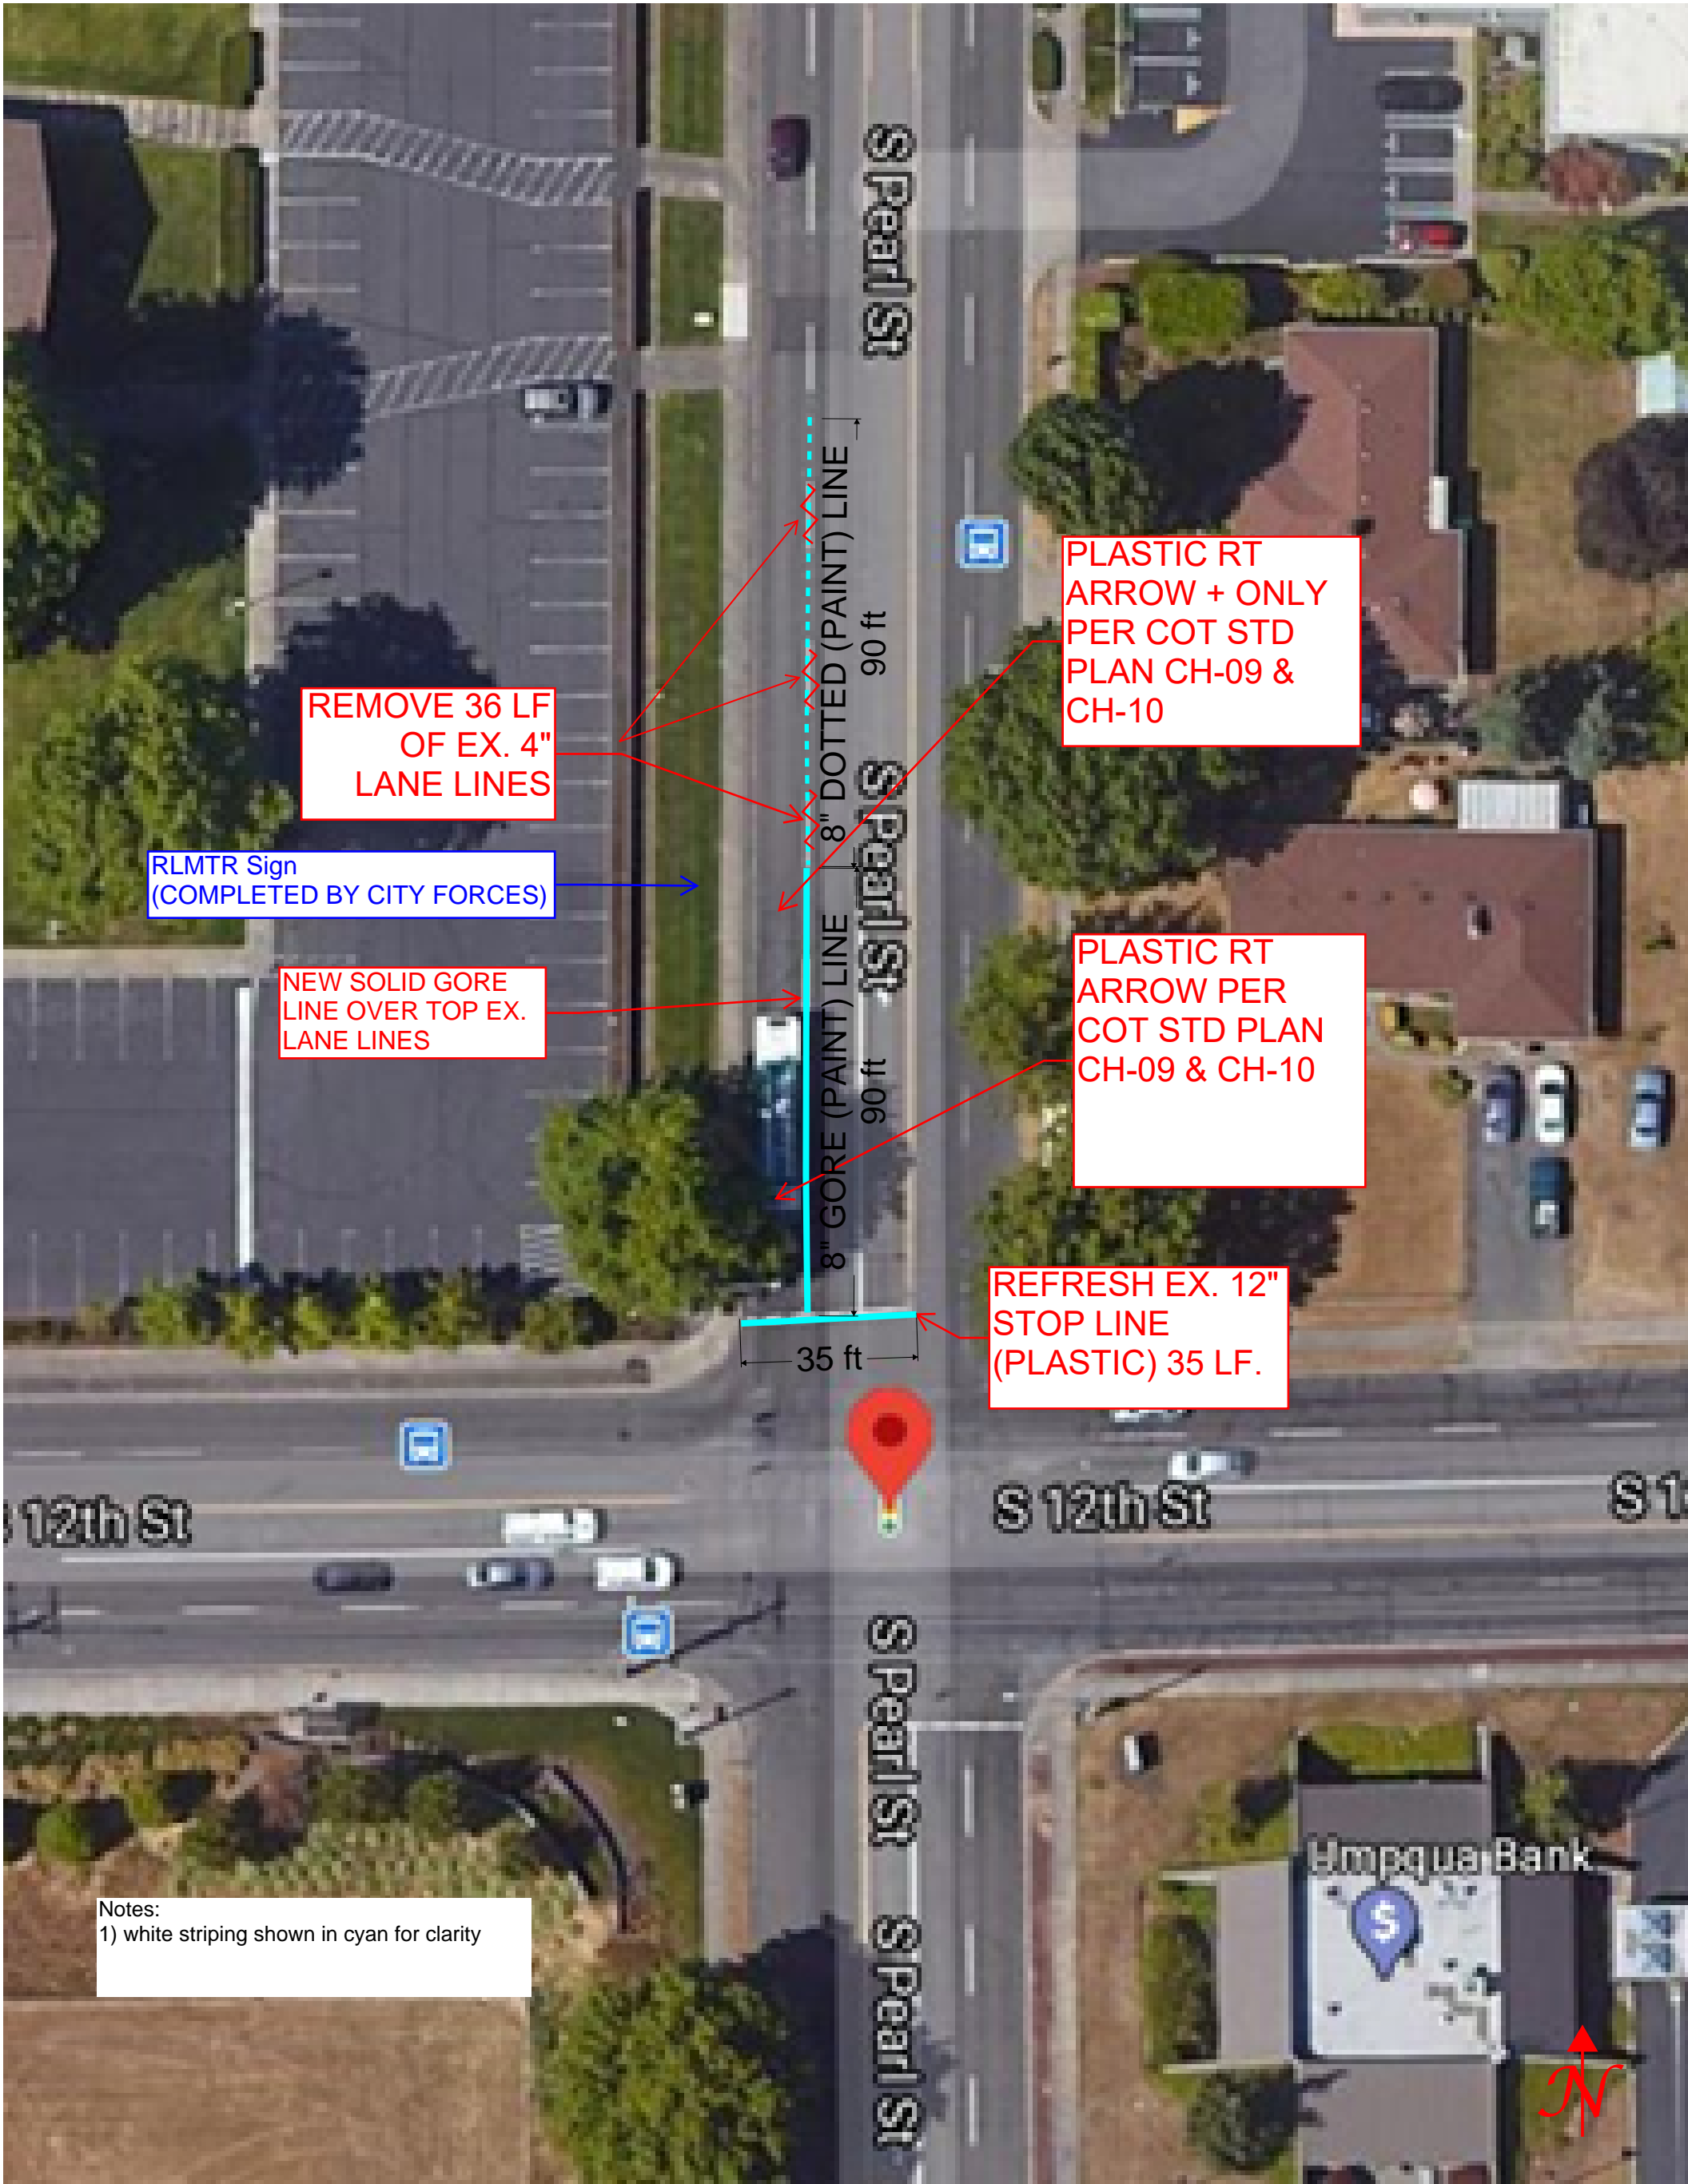 S Pearl St
8" DOTTED (PAINT) LINE
90 ft
PLASTIC RT
ARROW + ONLY
PER COT STD
PLAN CH-09 &
CH-10
REMOVE 36 LF
OF EX. 4"
LANE LINES
S Pearl St
RLMTR Sign
(COMPLETED BY CITY FORCES)
8" GORE (PAINT) LINE
90 ft
NEW SOLID GORE
LINE OVER TOP EX.
LANE LINES
PLASTIC RT
ARROW PER
COT STD PLAN
CH-09 & CH-10
REFRESH EX. 12"
STOP LINE
(PLASTIC) 35 LF.
35 ft
S 12th St
S 12th St
S 1
S Pearl St
Umpqua Bank
S
Notes:
1) white striping shown in cyan for clarity
S Pearl St
N